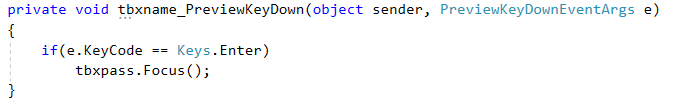 private void tbxname_PreviewKeyDown(object sender, PreviewKeyDownEventArgs e)
{
    if(e.KeyCode == Keys.Enter)
        tbxpass.Focus();
}